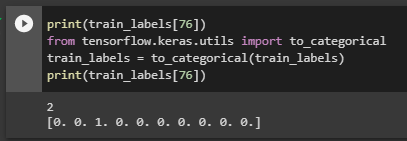 print(train_labels[76])
from tensorflow.keras.utils import to_categorical
train_labels = to_categorical(train_labels)
print(train_labels[76])
2
[0. 0. 1. 0. 0. 0. 0. 0. 0. 0.]